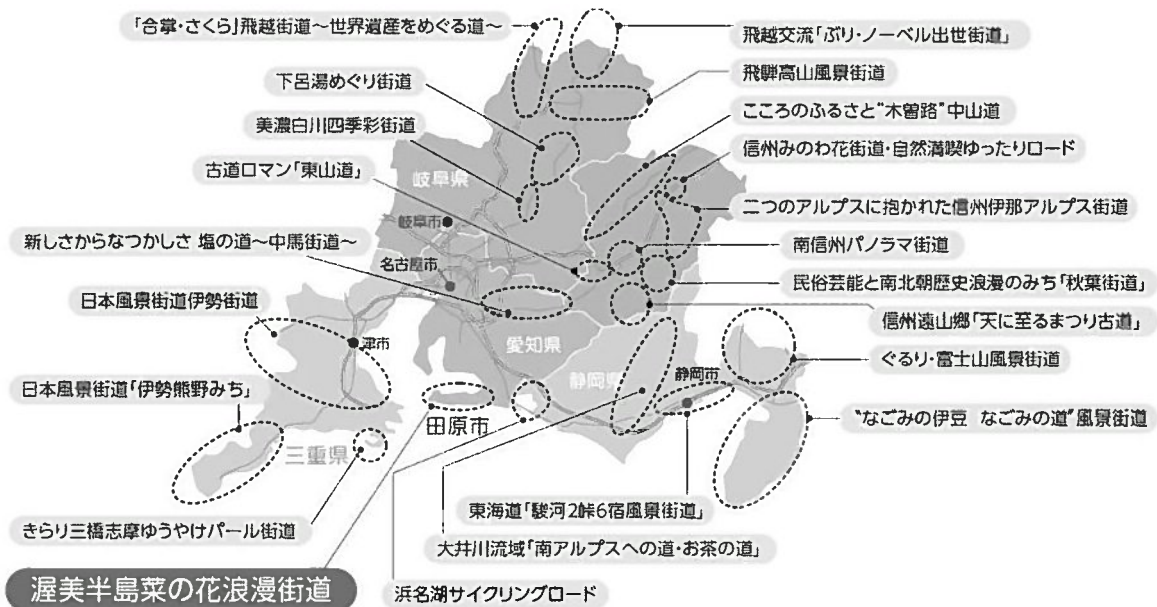 「合掌・さくら」飛越街道～世界遺産をめぐる道～
飛越交流「ぶり・ノーベル出世街道」
下呂湯めぐり街道
飛騨高山風景街道
美濃白川四季彩街道
こころのふるさと“木曽路”中山道
古道ロマン「東山道」
信州みのわ花街道・自然満喫ゆったりロード
岐阜県
二つのアルプスに抱かれた信州伊那アルプス街道
岐阜市
新しさからなつかしさ 塩の道～中馬街道～
南信州パノラマ街道
名古屋市
民俗芸能と南北朝歴史浪漫のみち「秋葉街道」
日本風景街道伊勢街道
信州遠山郷「天に至るまつり古道」
津市
愛知県
ぐるり・富士山風景街道
静岡県
静岡市
日本風景街道「伊勢熊野みち」
田原市
“なごみの伊豆 なごみの道”風景街道
三重県
きらり三橋志摩ゆうやけパール街道
東海道「駿河2峠6宿風景街道」
大井川流域「南アルプスへの道・お茶の道」
渥美半島菜の花浪漫街道
浜名湖サイクリングロード